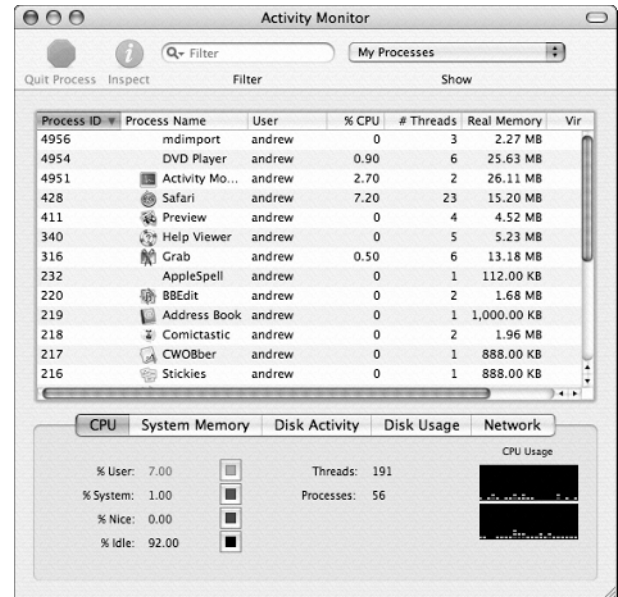 Activity Monitor
Quit Process Inspect Filter Filter My Processes Show
Process ID Process Name User % CPU # Threads Real Memory Vir
4956 mdimport andrew 0 3 2.27 MB
4954 DVD Player andrew 0.90 6 25.63 MB
4951 Activity Mo... andrew 2.70 2 26.11 MB
428 Safari andrew 7.20 23 15.20 MB
411 Preview andrew 0 4 4.52 MB
340 Help Viewer andrew 0 5 5.23 MB
316 Grab andrew 0.50 6 13.18 MB
232 AppleSpell andrew 0 1 112.00 KB
220 BBEdit andrew 0 2 1.68 MB
219 Address Book andrew 0 1 1,000.00 KB
218 Comictastic andrew 0 2 1.96 MB
217 CWOBber andrew 0 1 888.00 KB
216 Stickies andrew 0 1 888.00 KB
CPU System Memory Disk Activity Disk Usage Network
CPU Usage
% User: 7.00 Threads: 191
% System: 1.00 Processes: 56
% Nice: 0.00
% Idle: 92.00